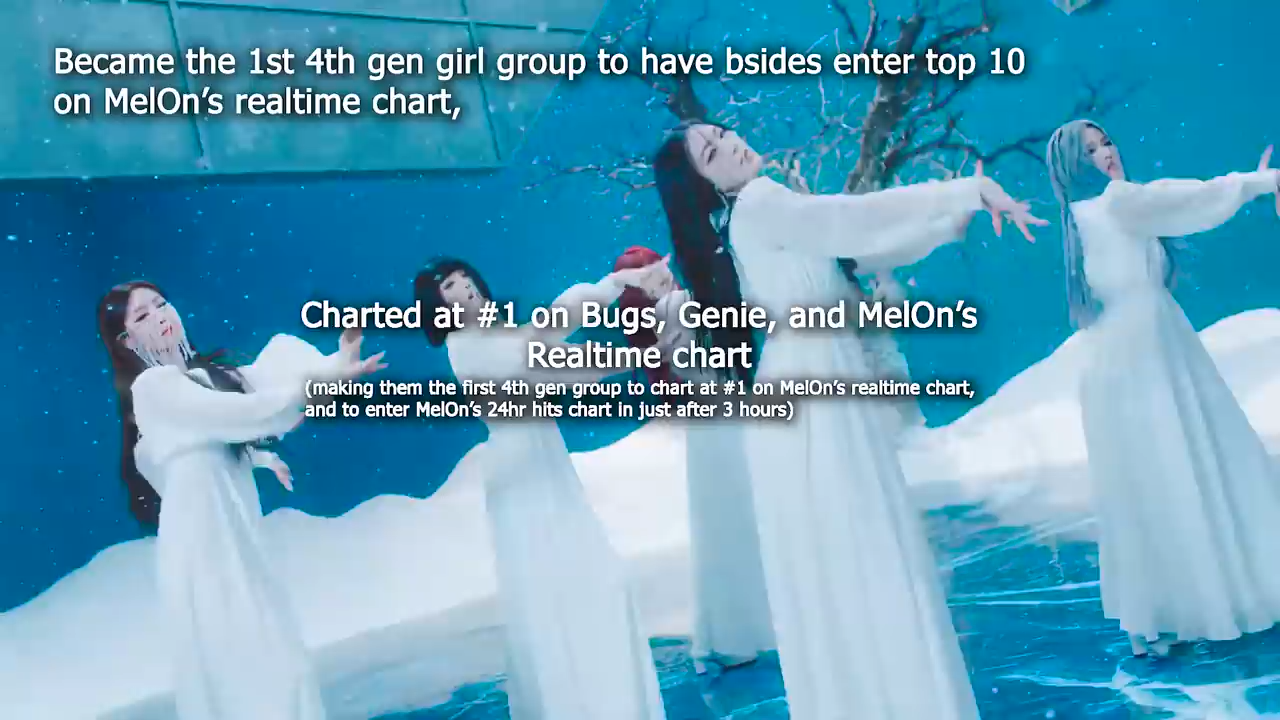 Became the 1st 4th gen girl group to have bsides enter top 10
on MelOn’s realtime chart,
Charted at #1 on Bugs, Genie, and MelOn’s
Realtime chart
(making them the first 4th gen group to chart at #1 on MelOn’s realtime chart,
and to enter MelOn’s 24hr hits chart in just after 3 hours)